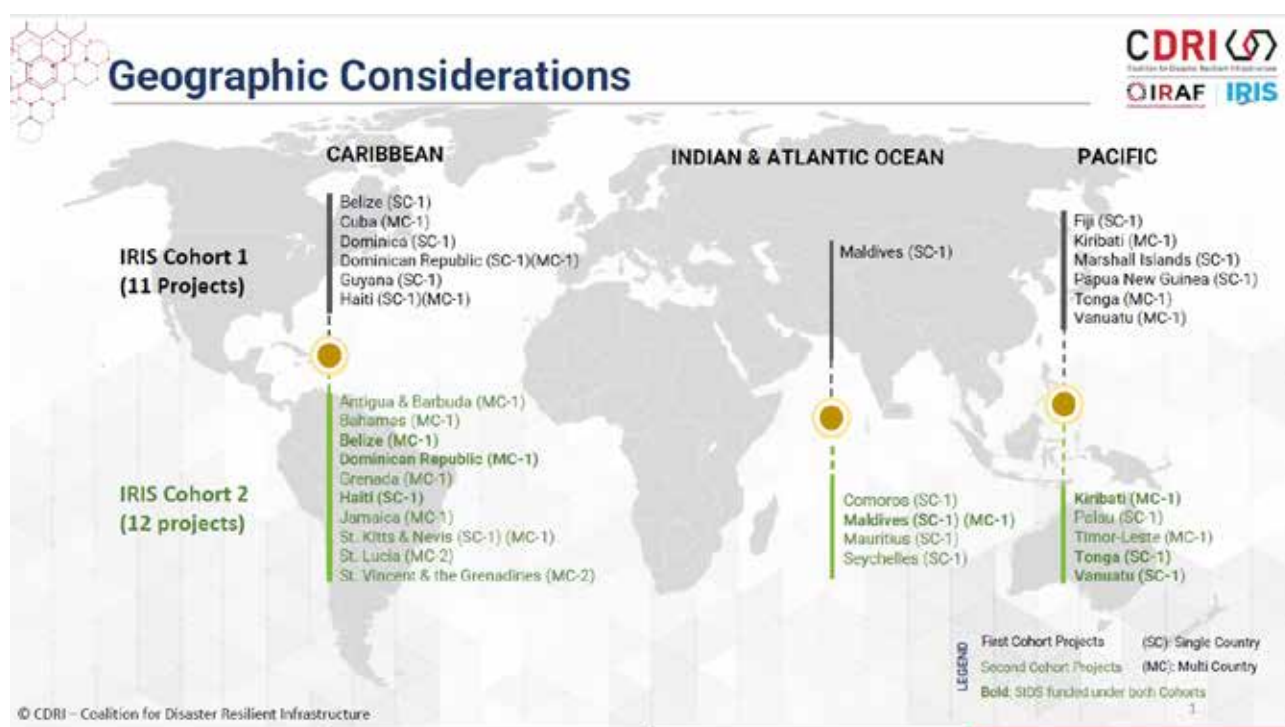 Geographic Considerations
CDRI
Coalition for Disaster Resilient Infrastructure
IRAF | IRIS
CARIBBEAN
INDIAN & ATLANTIC OCEAN
PACIFIC
IRIS Cohort 1
(11 Projects)
Belize (SC-1)
Cuba (MC-1)
Dominica (SC-1)
Dominican Republic (SC-1)(MC-1)
Guyana (SC-1)
Haiti (SC-1)(MC-1)
Maldives (SC-1)
Fiji (SC-1)
Kiribati (MC-1)
Marshall Islands (SC-1)
Papua New Guinea (SC-1)
Tonga (MC-1)
Vanuatu (MC-1)
IRIS Cohort 2
(12 projects)
Antigua & Barbuda (MC-1)
Bahamas (MC-1)
Belize (MC-1)
Dominican Republic (MC-1)
Grenada (MC-1)
Haiti (SC-1)
Jamaica (MC-1)
St. Kitts & Nevis (SC-1) (MC-1)
St. Lucia (MC-2)
St. Vincent & the Grenadines (MC-2)
Comoros (SC-1)
Maldives (SC-1) (MC-1)
Mauritius (SC-1)
Seychelles (SC-1)
Kiribati (MC-1)
Palau (SC-1)
Timor-Leste (MC-1)
Tonga (SC-1)
Vanuatu (SC-1)
LEGEND
First Cohort Projects
(SC): Single Country
Second Cohort Projects
(MC): Multi Country
Bold: SIDS funded under both Cohorts
© CDRI – Coalition for Disaster Resilient Infrastructure